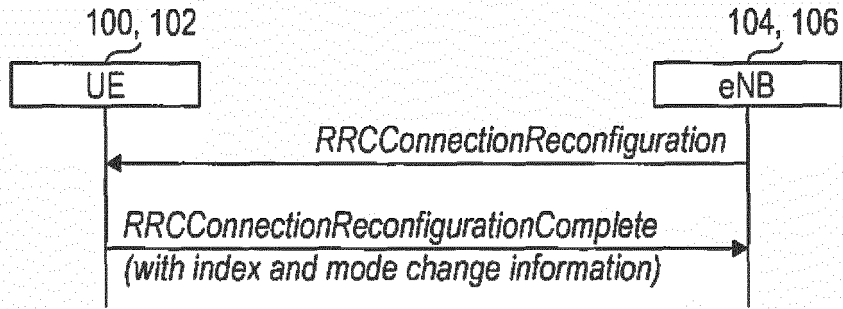 100, 102
104, 106
UE
eNB
RRCConnectionReconfiguration
RRCConnectionReconfigurationComplete
(with index and mode change information)